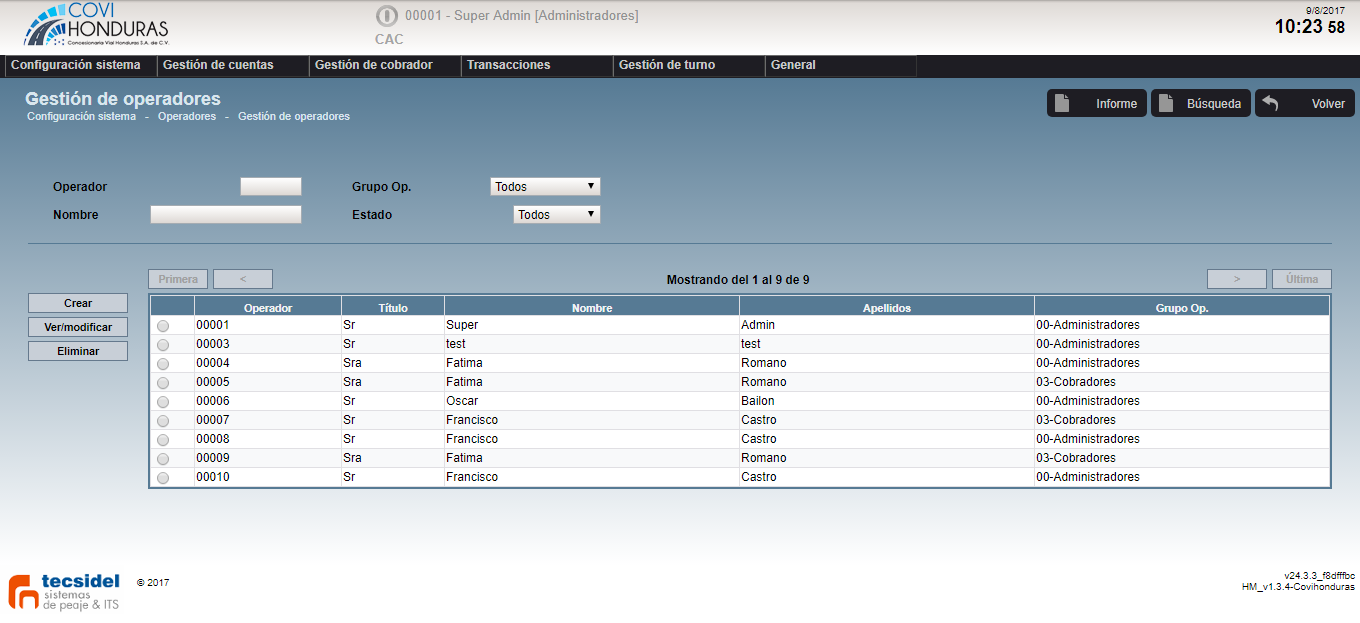 COVI
HONDURAS
Concesionaria Vial Honduras S.A. de C.V.
00001 - Super Admin [Administradores]
CAC
9/8/2017
10:23 58
Configuración sistema Gestión de cuentas Gestión de cobrador Transacciones Gestión de turno General
Gestión de operadores
Configuración sistema - Operadores - Gestión de operadores
Informe Búsqueda Volver
Operador Grupo Op. Todos
Nombre Estado Todos
Primera < Mostrando del 1 al 9 de 9 > Última
Crear
Ver/modificar
Eliminar
Operador Título Nombre Apellidos Grupo Op.
00001 Sr Super Admin 00-Administradores
00003 Sr test test 00-Administradores
00004 Sra Fatima Romano 00-Administradores
00005 Sra Fatima Romano 03-Cobradores
00006 Sr Oscar Bailon 00-Administradores
00007 Sr Francisco Castro 03-Cobradores
00008 Sr Francisco Castro 00-Administradores
00009 Sra Fatima Romano 03-Cobradores
00010 Sr Francisco Castro 00-Administradores
tecsidel
sistemas
de peaje & ITS
© 2017
v24.3.3_f8dfffbc
HM_v1.3.4-Covihonduras